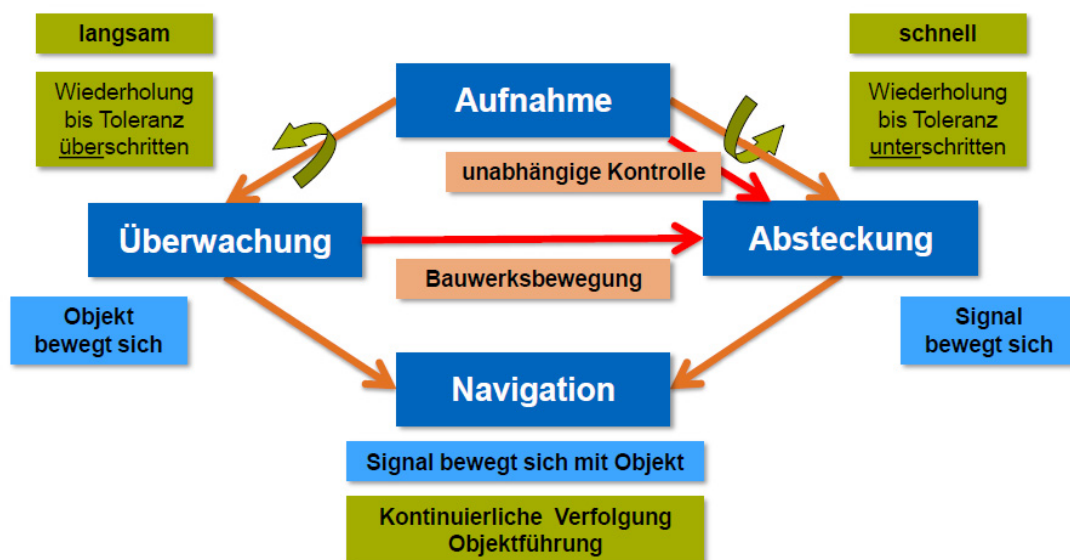 langsam
schnell
Wiederholung
bis Toleranz
überschritten
Aufnahme
Wiederholung
bis Toleranz
unterschritten
unabhängige Kontrolle
Überwachung
Absteckung
Bauwerksbewegung
Objekt
bewegt sich
Signal
bewegt sich
Navigation
Signal bewegt sich mit Objekt
Kontinuierliche Verfolgung
Objektführung